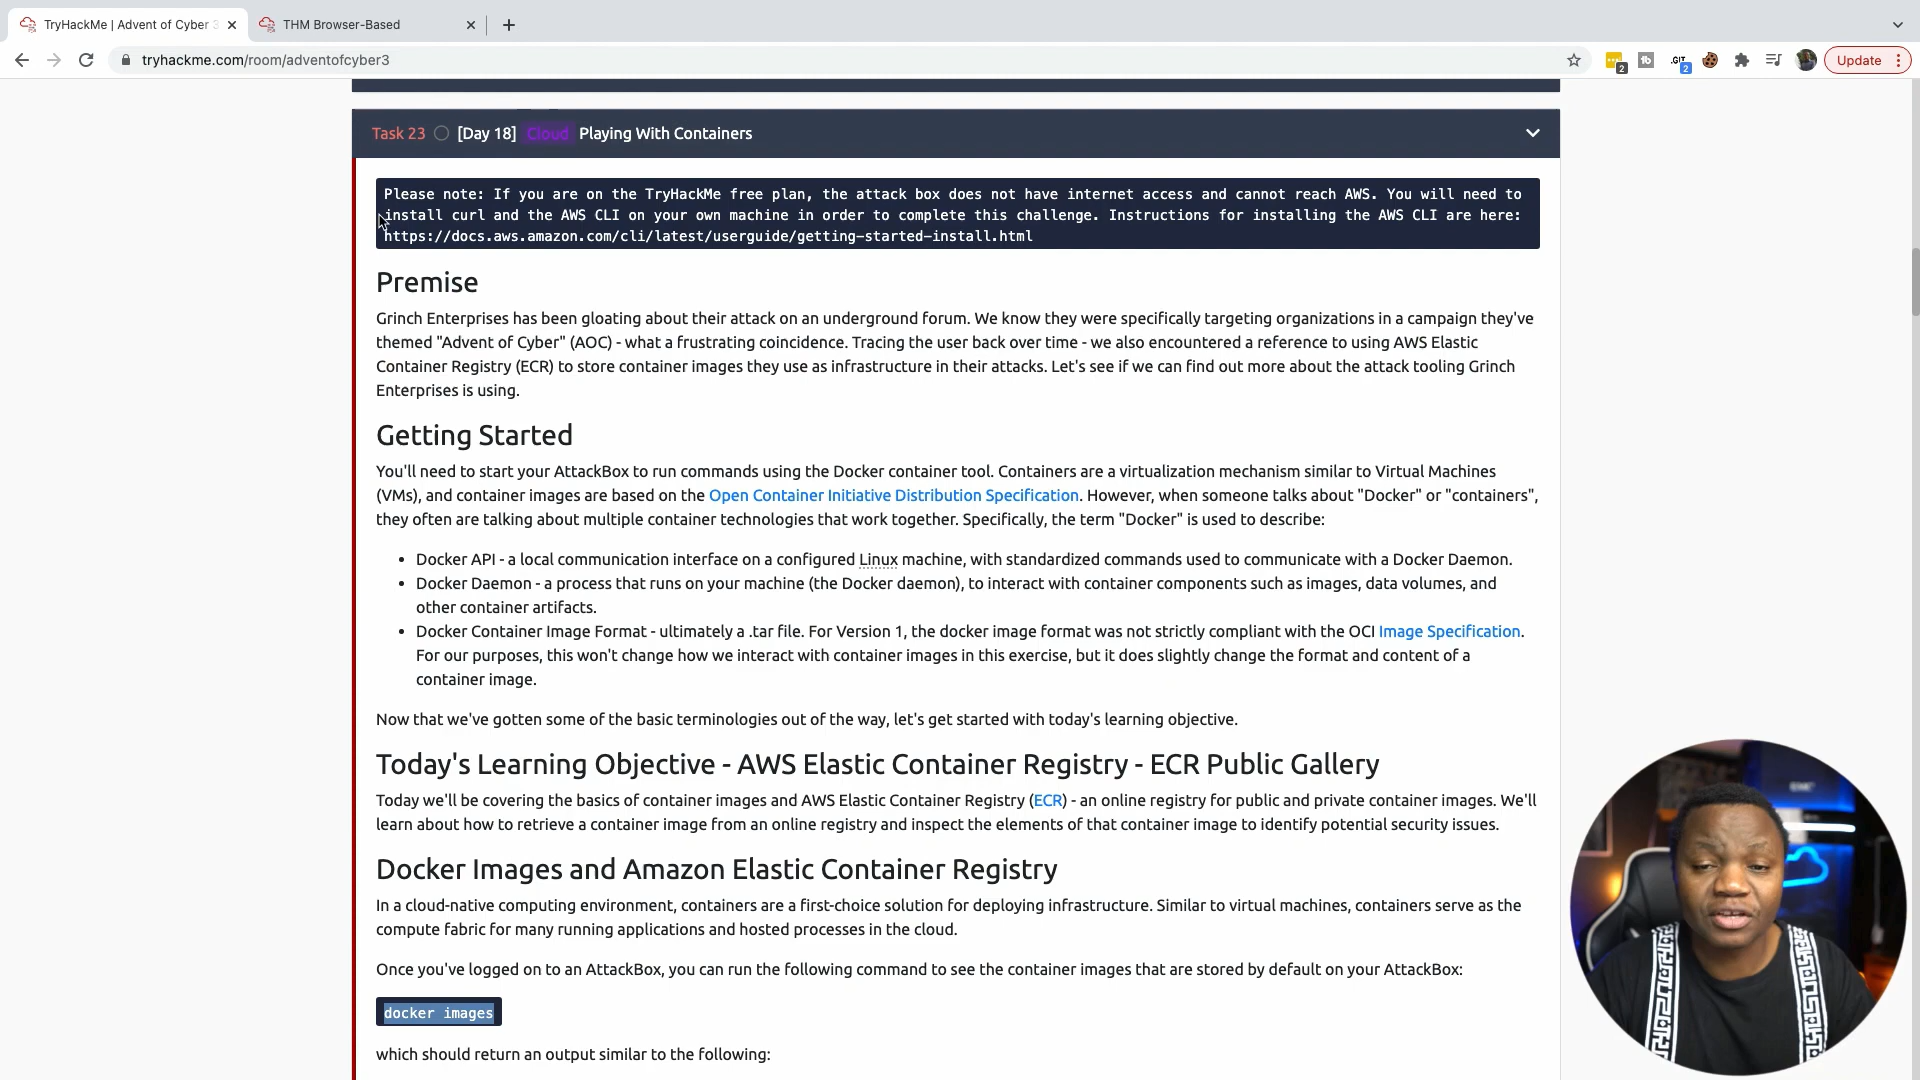 TryHackMe | Advent of Cyber 3
THM Browser-Based
tryhackme.com/room/adventofcyber3
2
tb
.GIT
2
Update
Task 23 [Day 18] Cloud Playing With Containers
Please note: If you are on the TryHackMe free plan, the attack box does not have internet access and cannot reach AWS. You will need to
install curl and the AWS CLI on your own machine in order to complete this challenge. Instructions for installing the AWS CLI are here:
https://docs.aws.amazon.com/cli/latest/userguide/getting-started-install.html
Premise
Grinch Enterprises has been gloating about their attack on an underground forum. We know they were specifically targeting organizations in a campaign they've
themed "Advent of Cyber" (AOC) - what a frustrating coincidence. Tracing the user back over time - we also encountered a reference to using AWS Elastic
Container Registry (ECR) to store container images they use as infrastructure in their attacks. Let's see if we can find out more about the attack tooling Grinch
Enterprises is using.
Getting Started
You'll need to start your AttackBox to run commands using the Docker container tool. Containers are a virtualization mechanism similar to Virtual Machines
(VMs), and container images are based on the Open Container Initiative Distribution Specification. However, when someone talks about "Docker" or "containers",
they often are talking about multiple container technologies that work together. Specifically, the term "Docker" is used to describe:
• Docker API - a local communication interface on a configured Linux machine, with standardized commands used to communicate with a Docker Daemon.
• Docker Daemon - a process that runs on your machine (the Docker daemon), to interact with container components such as images, data volumes, and
other container artifacts.
• Docker Container Image Format - ultimately a .tar file. For Version 1, the docker image format was not strictly compliant with the OCI Image Specification.
For our purposes, this won't change how we interact with container images in this exercise, but it does slightly change the format and content of a
container image.
Now that we've gotten some of the basic terminologies out of the way, let's get started with today's learning objective.
Today's Learning Objective - AWS Elastic Container Registry - ECR Public Gallery
Today we'll be covering the basics of container images and AWS Elastic Container Registry (ECR) - an online registry for public and private container images. We'll
learn about how to retrieve a container image from an online registry and inspect the elements of that container image to identify potential security issues.
Docker Images and Amazon Elastic Container Registry
In a cloud-native computing environment, containers are a first-choice solution for deploying infrastructure. Similar to virtual machines, containers serve as the
compute fabric for many running applications and hosted processes in the cloud.
Once you've logged on to an AttackBox, you can run the following command to see the container images that are stored by default on your AttackBox:
docker images
which should return an output similar to the following: